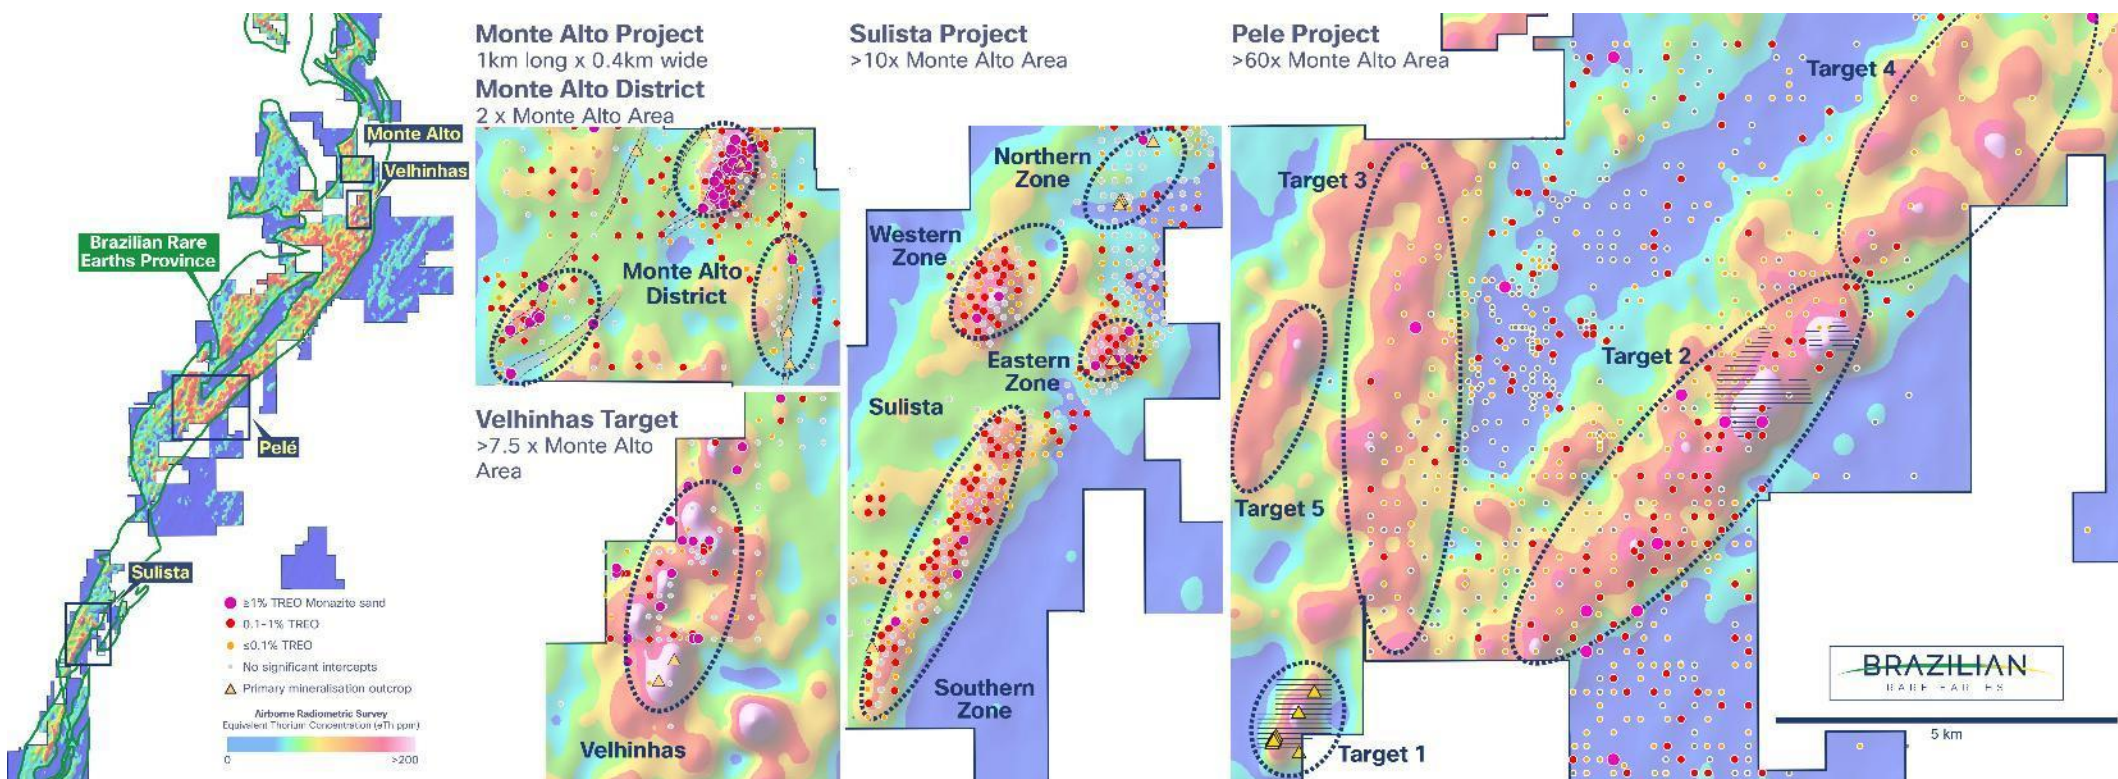 Monte Alto
Velhinhas
Brazilian Rare
Earths Province
Pelé
Sulista
≥1% TREO Monazite sand
0.1-1% TREO
≤0.1% TREO
No significant intercepts
Primary mineralisation outcrop
Airborne Radiometric Survey
Equivalent Thorium Concentration (eTh ppm)
0
>200
Monte Alto Project
1km long x 0.4km wide
Monte Alto District
2 x Monte Alto Area
Monte Alto
District
Velhinhas Target
>7.5 x Monte Alto
Area
Velhinhas
Sulista Project
>10x Monte Alto Area
Northern
Zone
Western
Zone
Eastern
Zone
Sulista
Southern
Zone
Pele Project
>60x Monte Alto Area
Target 4
Target 3
Target 2
Target 5
Target 1
BRAZILIAN
RARE EARTHS
5 km